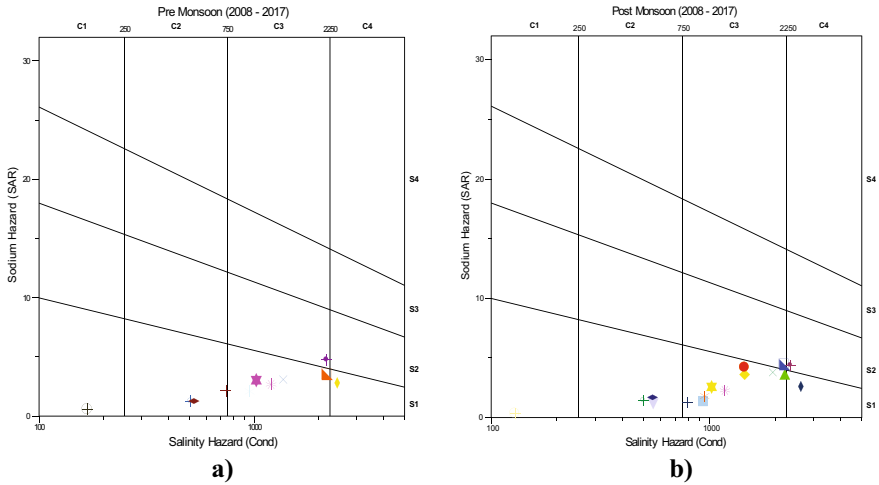 Pre Monsoon (2008 - 2017)
C1 C2 C3 C4
250 750 2250
30
20
10
0
Sodium Hazard (SAR)
S4
S3
S2
S1
100 1000
Salinity Hazard (Cond)
a)
Post Monsoon (2008 - 2017)
C1 C2 C3 C4
250 750 2250
30
20
10
0
Sodium Hazard (SAR)
S4
S3
S2
S1
100 1000
Salinity Hazard (Cond)
b)